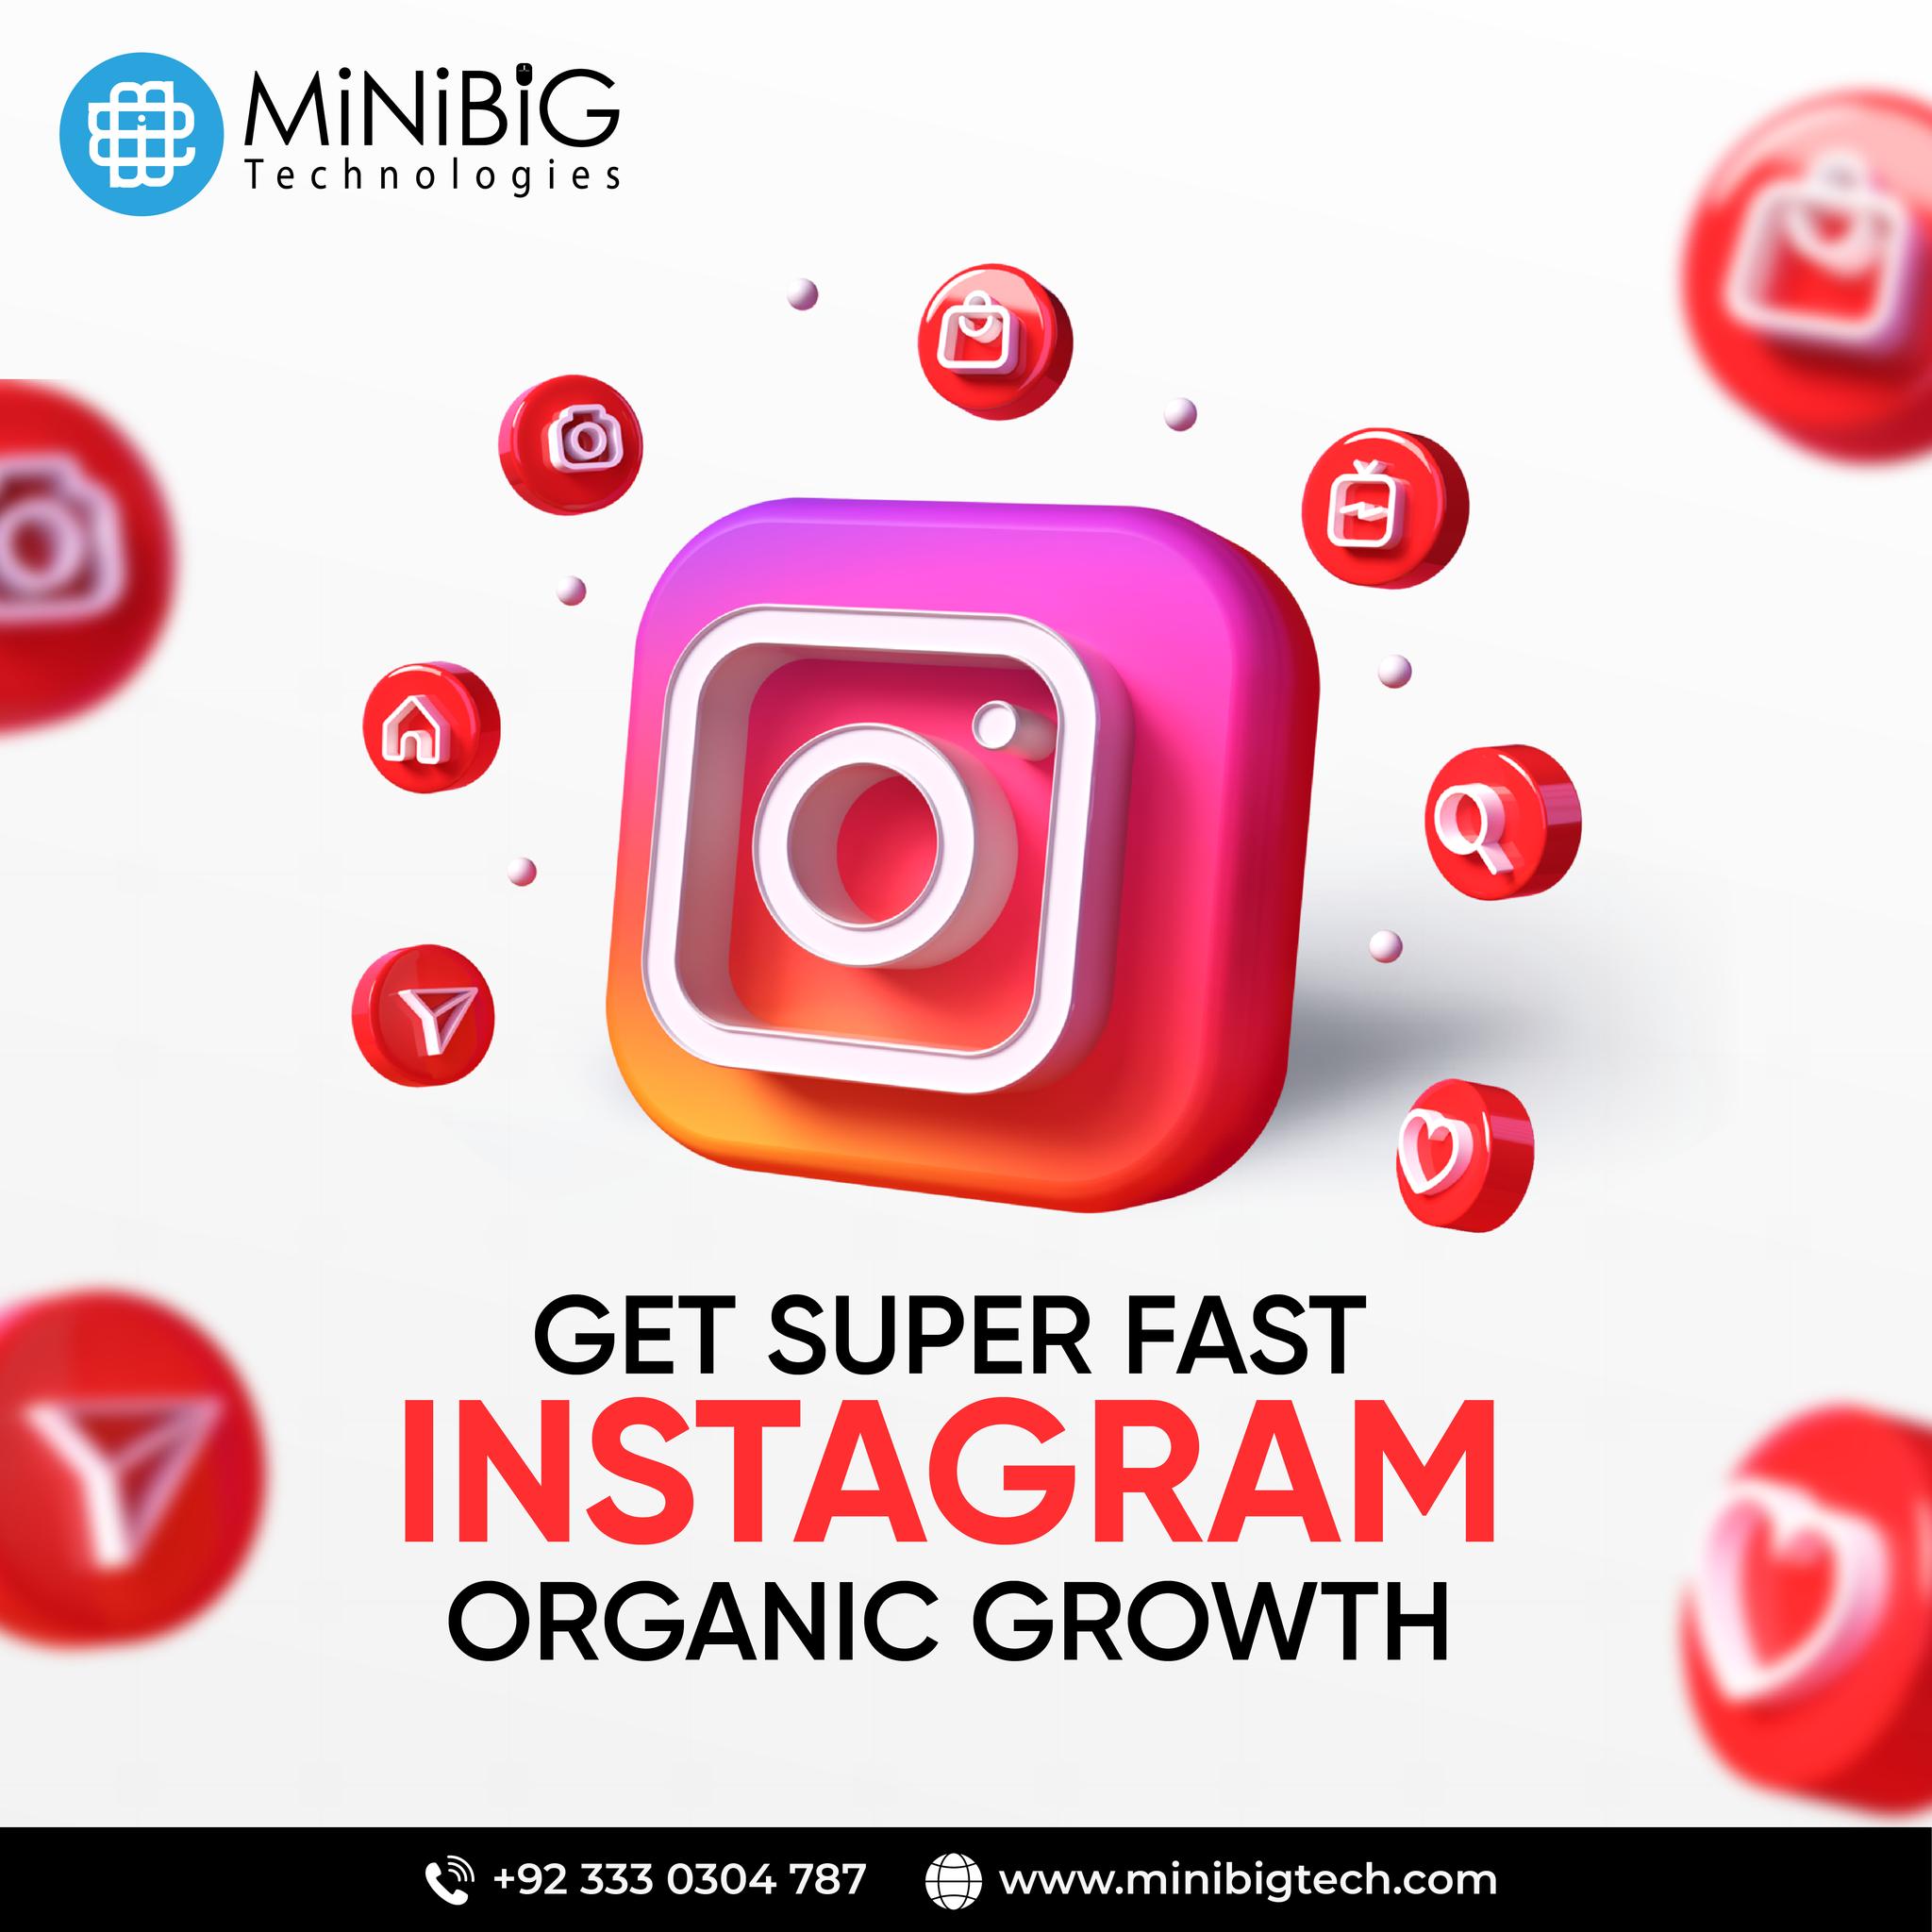 MiNiBiG
Technologies
GET SUPER FAST
INSTAGRAM
ORGANIC GROWTH
+92 333 0304 787
www.minibigtech.com